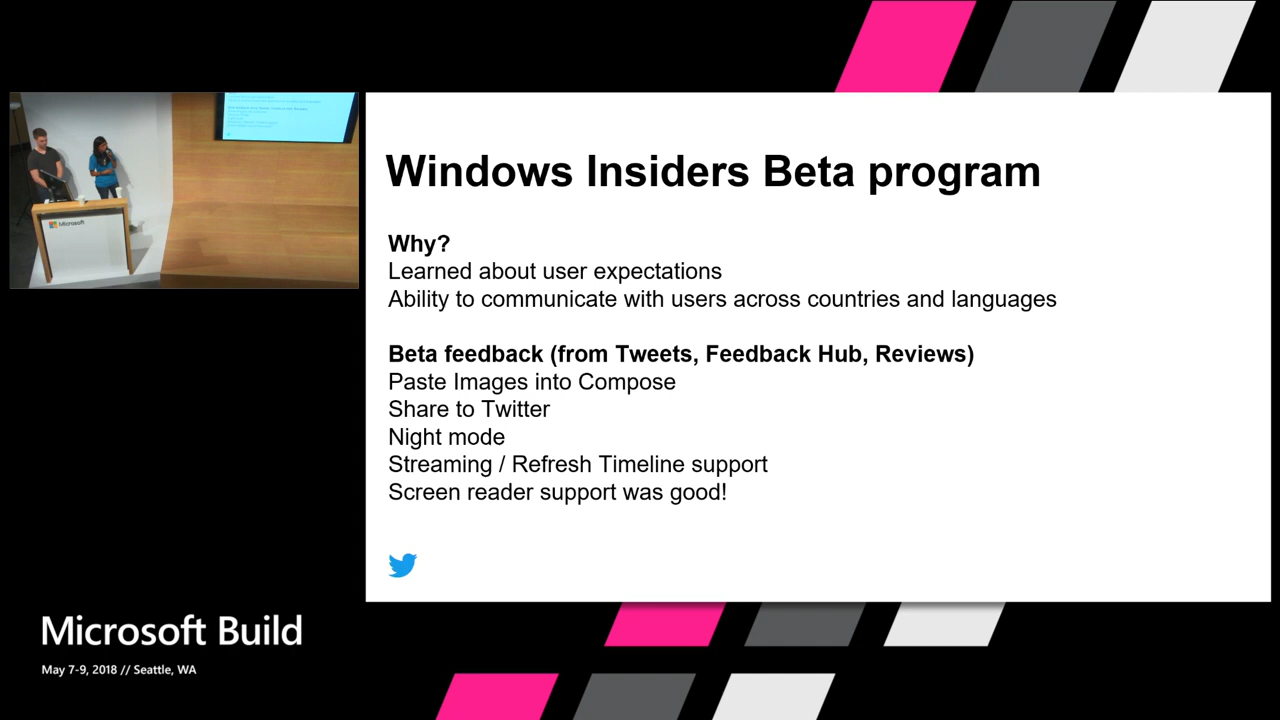 Windows Insiders Beta program
Why?
Learned about user expectations
Ability to communicate with users across countries and languages
Beta feedback (from Tweets, Feedback Hub, Reviews)
Paste Images into Compose
Share to Twitter
Night mode
Streaming / Refresh Timeline support
Screen reader support was good!
Microsoft
Microsoft Build
May 7-9, 2018 // Seattle, WA